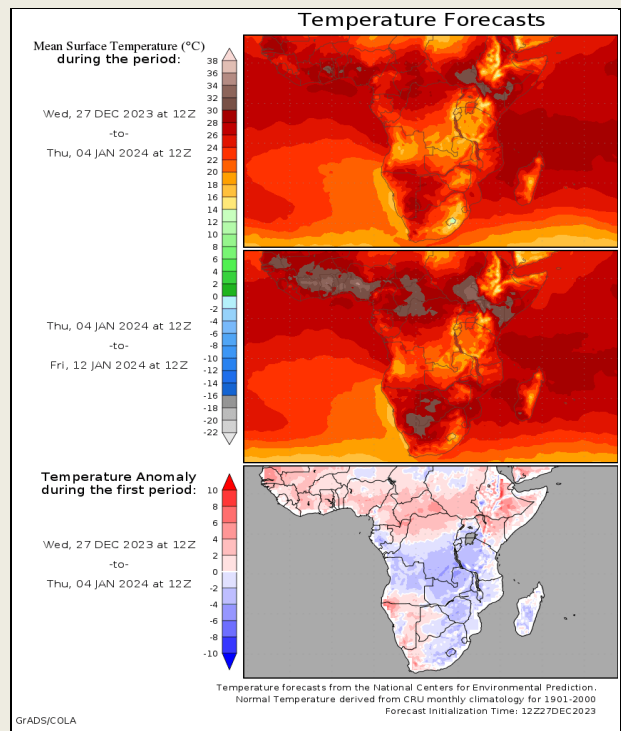 Temperature Forecasts
Mean Surface Temperature (°C)
during the period:
Wed, 27 DEC 2023 at 12Z
-to-
Thu, 04 JAN 2024 at 12Z
38
36
34
32
30
28
26
24
22
20
18
16
14
12
10
8
6
4
2
0
-2
-4
-6
-8
-10
-12
-14
-16
-18
-20
-22
Thu, 04 JAN 2024 at 12Z
-to-
Fri, 12 JAN 2024 at 12Z
Temperature Anomaly
during the first period:
Wed, 27 DEC 2023 at 12Z
-to-
Thu, 04 JAN 2024 at 12Z
10
8
6
4
2
0
-2
-4
-6
-8
-10
Temperature forecasts from the National Centers for Environmental Prediction.
Normal Temperature derived from CRU monthly climatology for 1901-2000
Forecast Initialization Time: 12Z27DEC2023
GrADS/COLA